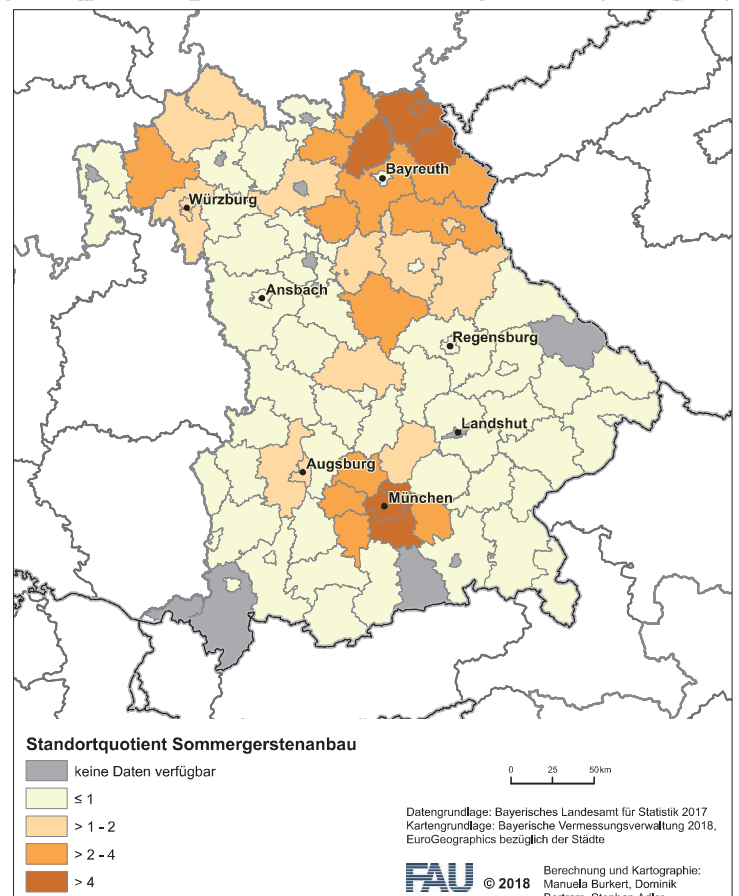 Bayreuth
Würzburg
Ansbach
Regensburg
Landshut
Augsburg
München
Standortquotient Sommergerstenanbau
keine Daten verfügbar
≤ 1
> 1 - 2
> 2 - 4
> 4
0 25 50km
Datengrundlage: Bayerisches Landesamt für Statistik 2017
Kartengrundlage: Bayerische Vermessungsverwaltung 2018,
EuroGeographics bezüglich der Städte
FAU © 2018
Berechnung und Kartographie:
Manuela Burkert, Dominik